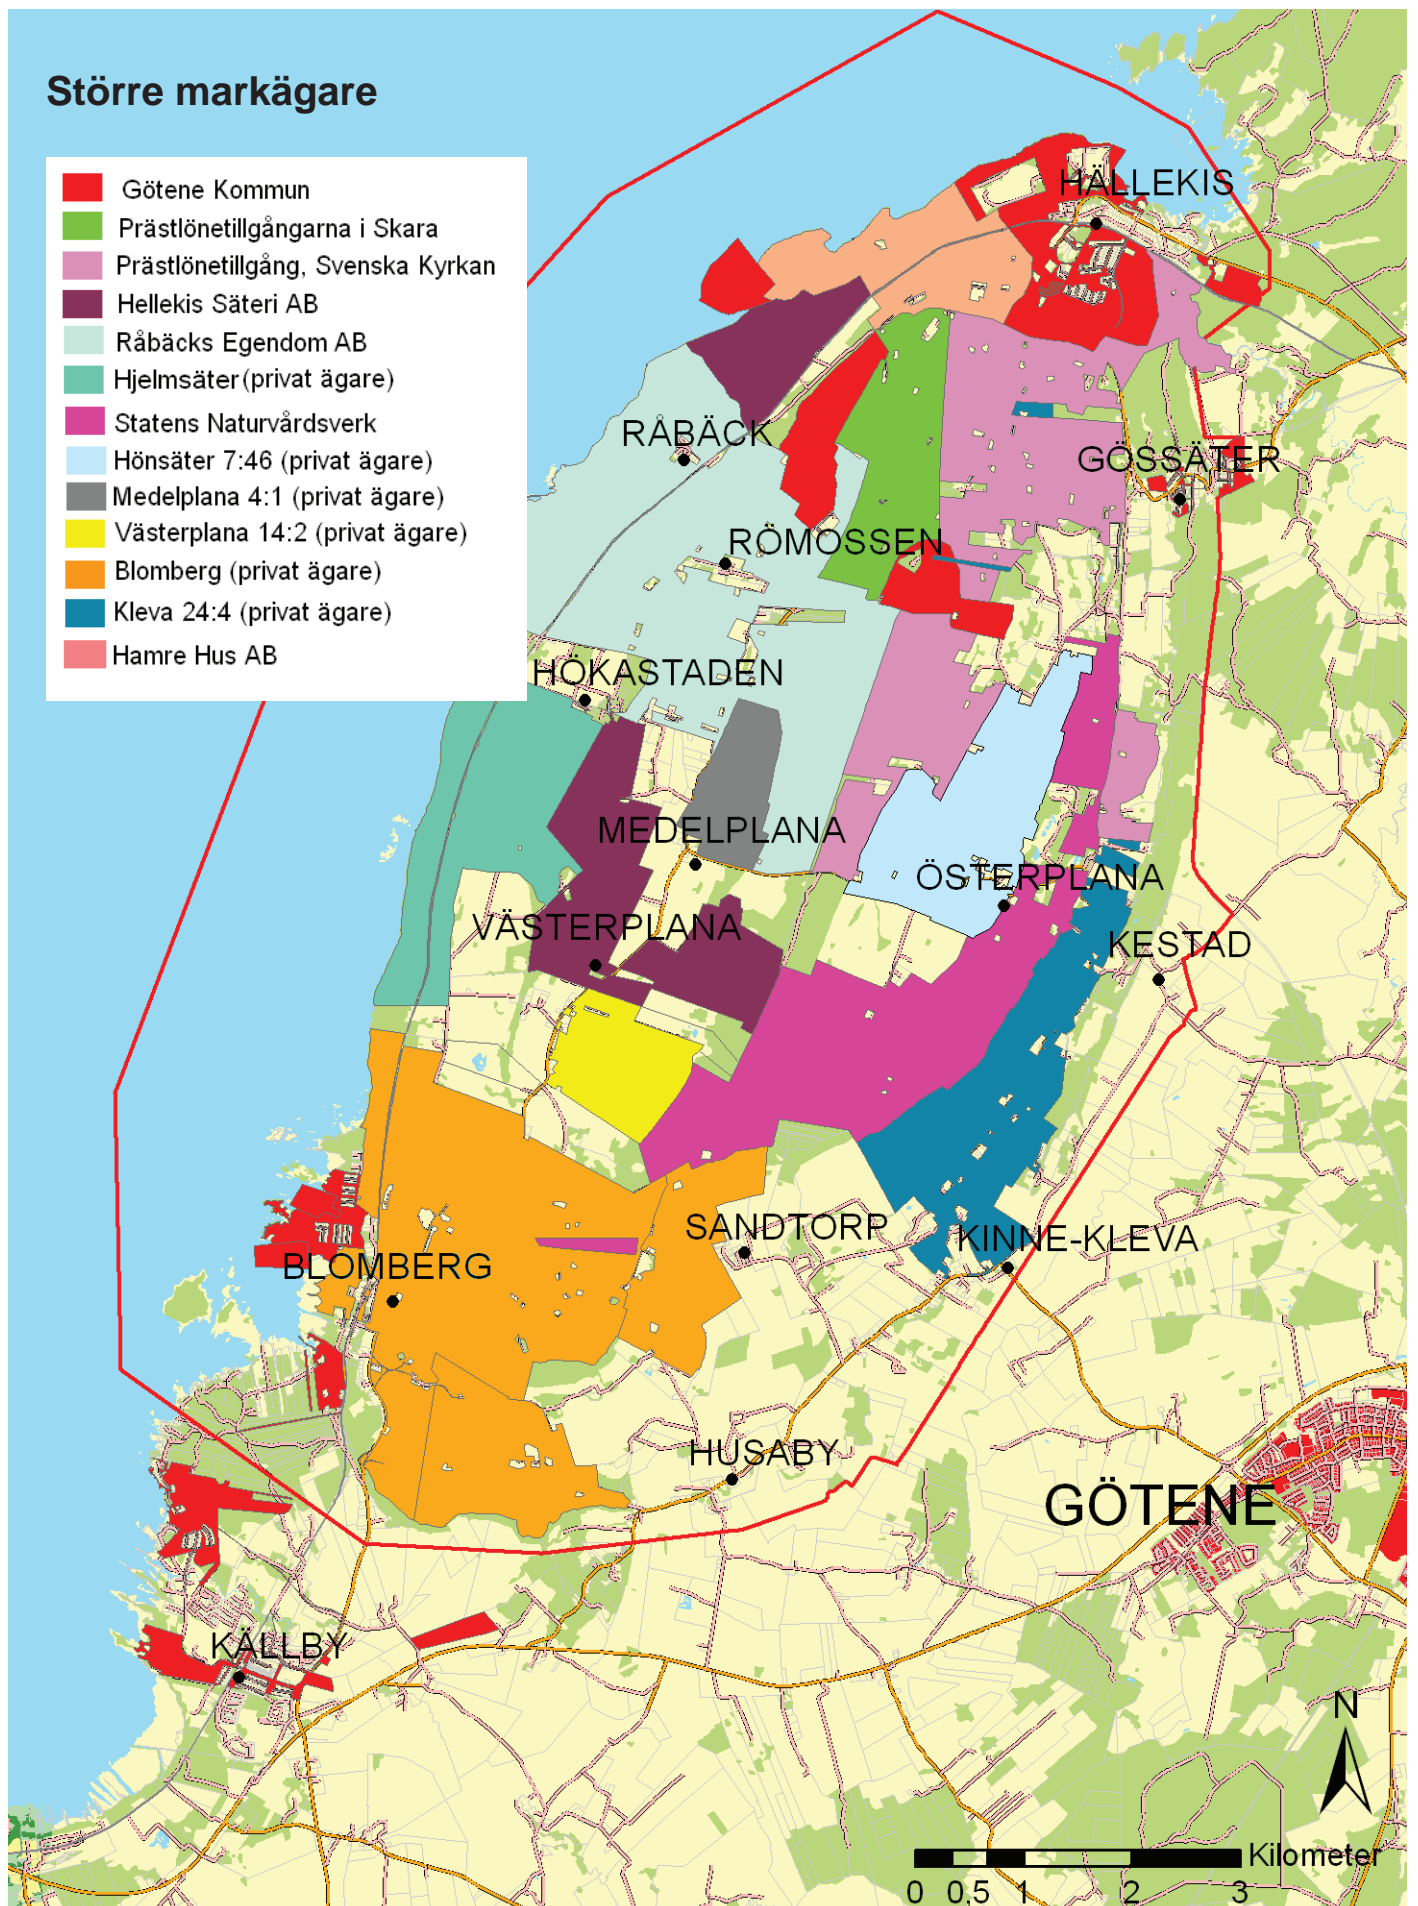 Större markägare
Götene Kommun
Prästlönetillgångarna i Skara
Prästlönetillgång, Svenska Kyrkan
Hellekis Säteri AB
Råbäcks Egendom AB
Hjelmsäter (privat ägare)
Statens Naturvårdsverk
Hönsäter 7:46 (privat ägare)
Medelplana 4:1 (privat ägare)
Västerplana 14:2 (privat ägare)
Blomberg (privat ägare)
Kleva 24:4 (privat ägare)
Hamre Hus AB
HÄLLEKIS
RÅBÄCK
GÖSSÄTER
RÖMOSSEN
HÖKASTADEN
MEDELPLANA
ÖSTERPLANA
VÄSTERPLANA
KESTAD
SANDTORP
KINNE-KLEVA
BLOMBERG
HUSABY
GÖTENE
KÄLLBY
N
Kilometer
0 0,5 1 2 3